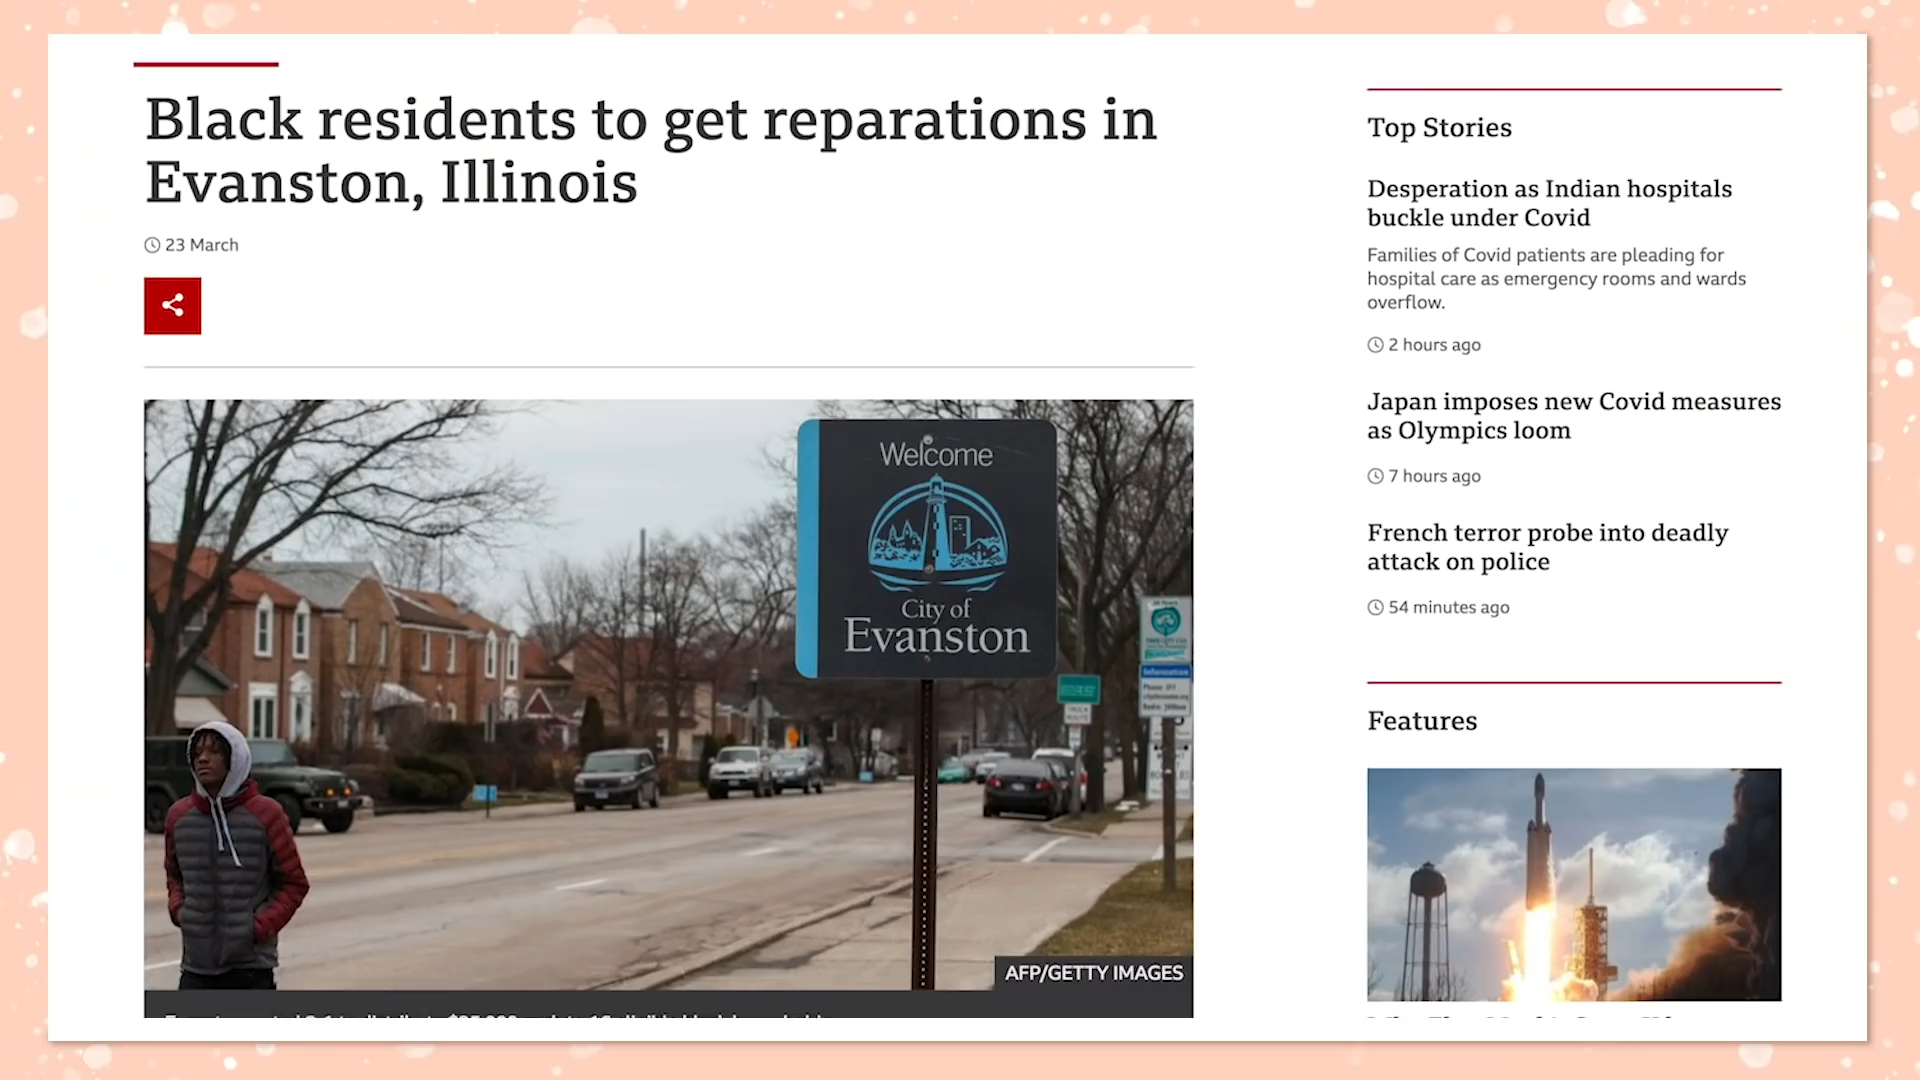 Black residents to get reparations in
Evanston, Illinois
23 March
Welcome
City of
Evanston
AFP/GETTY IMAGES
Top Stories
Desperation as Indian hospitals
buckle under Covid
Families of Covid patients are pleading for
hospital care as emergency rooms and wards
overflow.
2 hours ago
Japan imposes new Covid measures
as Olympics loom
7 hours ago
French terror probe into deadly
attack on police
54 minutes ago
Features